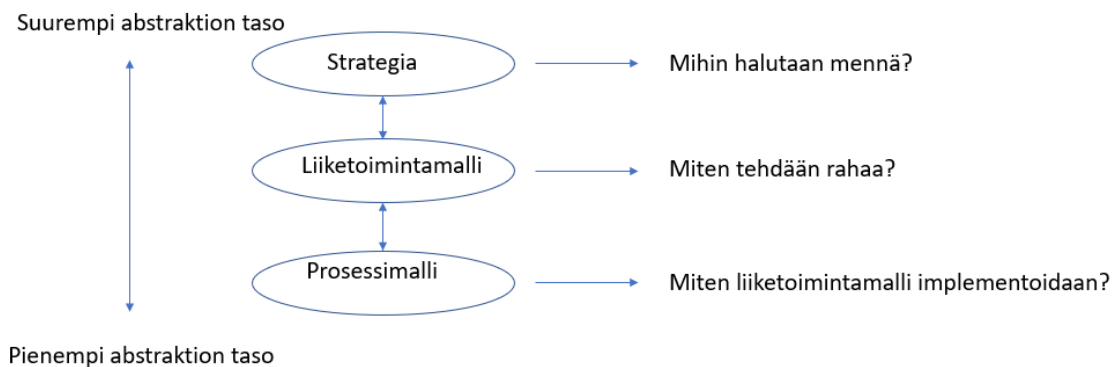 Suurempi abstraktion taso
Strategia
Mihin halutaan mennä?
Liiketoimintamalli
Miten tehdään rahaa?
Prosessimalli
Miten liiketoimintamalli implementoidaan?
Pienempi abstraktion taso